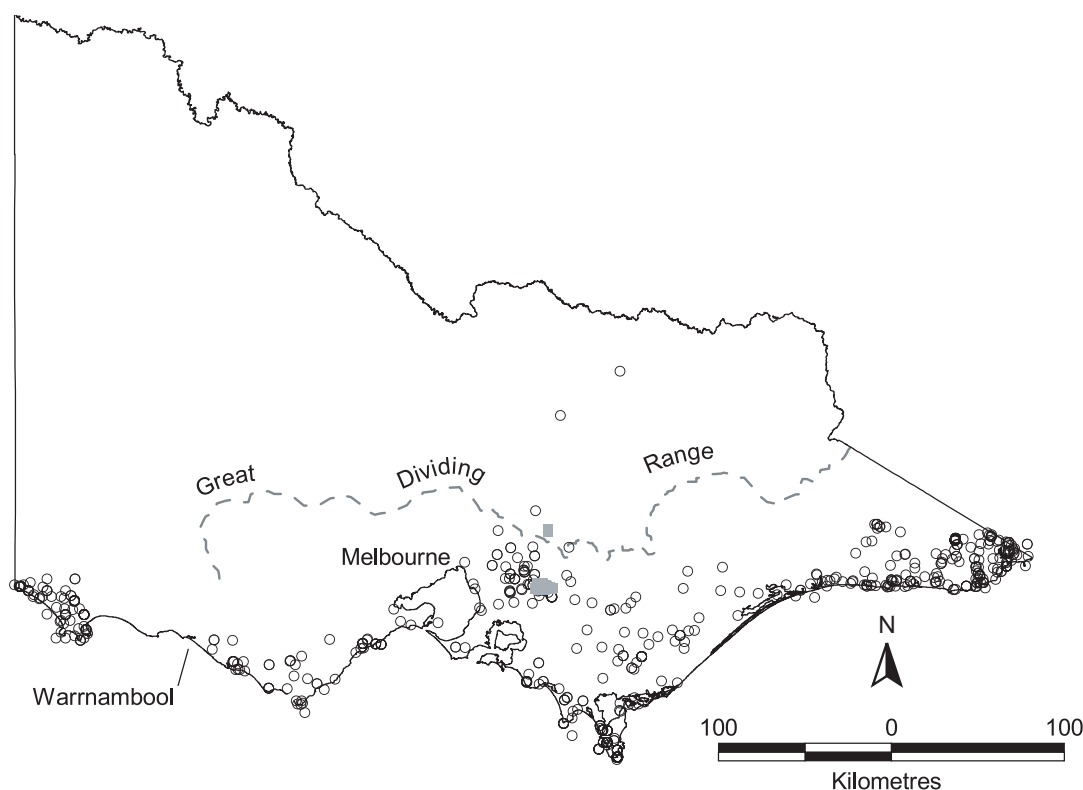 Great
Dividing
Range
Melbourne
Warrnambool
N
100 0 100
Kilometres